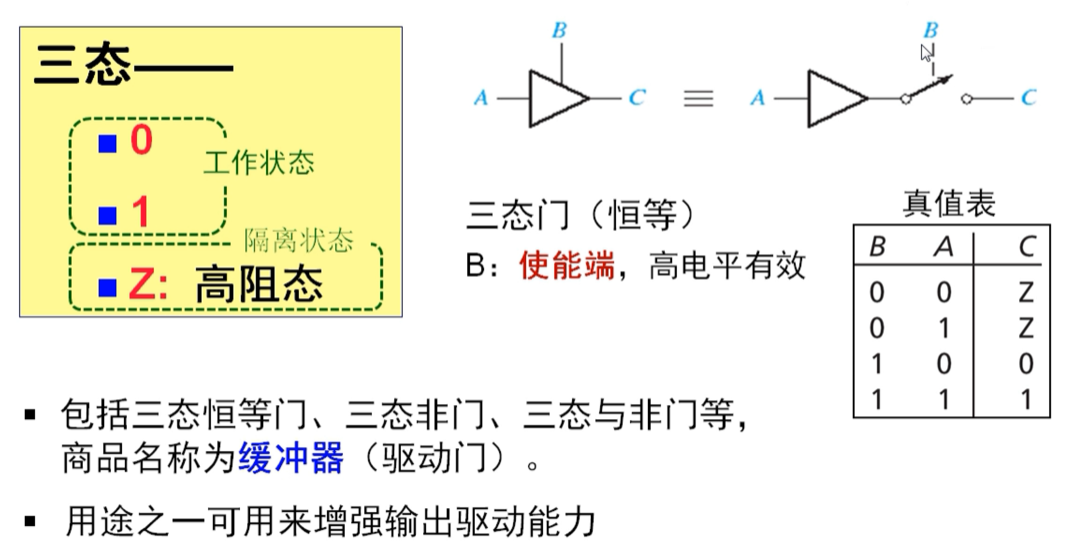 三态——
0
1
工作状态
隔离状态
Z: 高阻态
B
A
C
≡
B
A
C
三态门（恒等）
B：使能端，高电平有效
真值表
B A C
0 0 Z
0 1 Z
1 0 0
1 1 1
▪ 包括三态恒等门、三态非门、三态与非门等，
商品名称为缓冲器（驱动门）。
▪ 用途之一可用来增强输出驱动能力